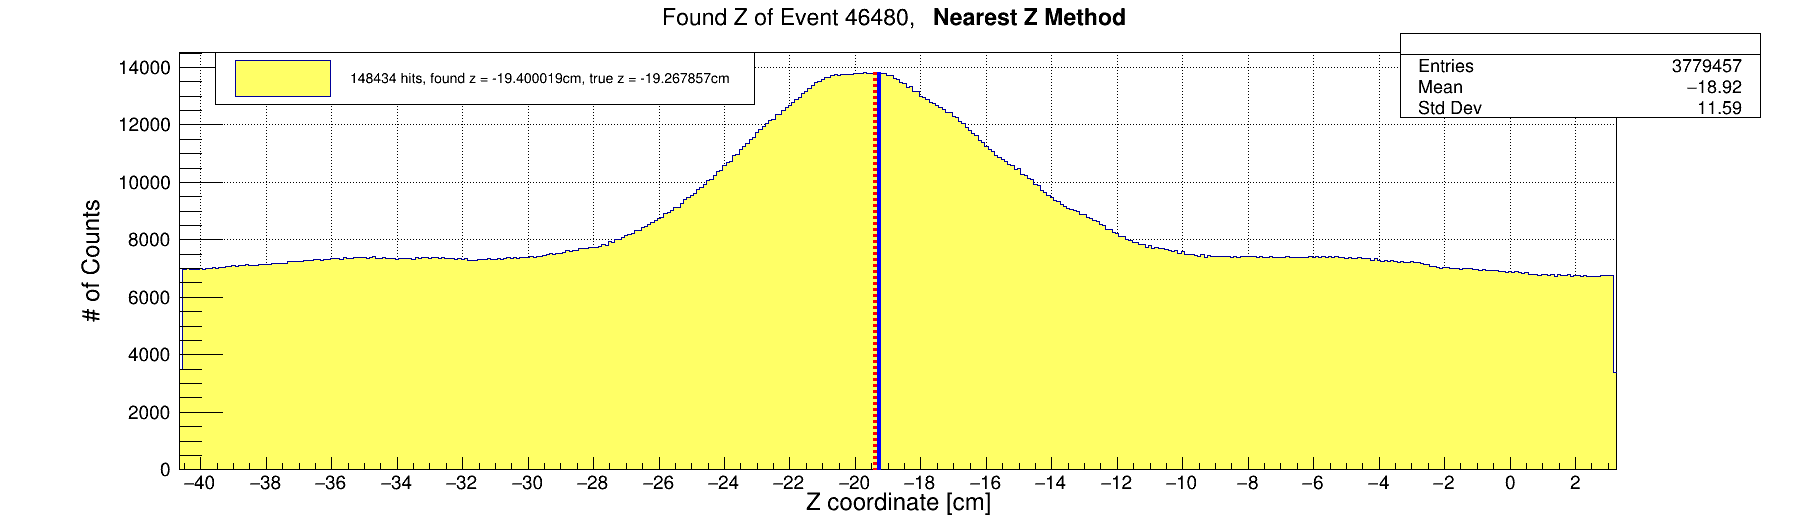 Found Z of Event 46480, Nearest Z Method
148434 hits, found z = -19.400019cm, true z = -19.267857cm
Entries 3779457
Mean −18.92
Std Dev 11.59
14000
12000
10000
8000
6000
4000
2000
0
# of Counts
−40 −38 −36 −34 −32 −30 −28 −26 −24 −22 −20 −18 −16 −14 −12 −10 −8 −6 −4 −2 0 2
Z coordinate [cm]